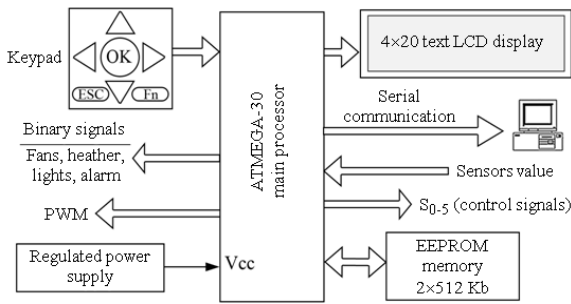 Keypad
OK
ESC
Fn
4×20 text LCD display
Serial
communication
Binary signals
Fans, heather,
lights, alarm
ATMEGA-30
main processor
Sensors value
PWM
S0-5 (control signals)
Regulated power
supply
Vcc
EEPROM
memory
2×512 Kb